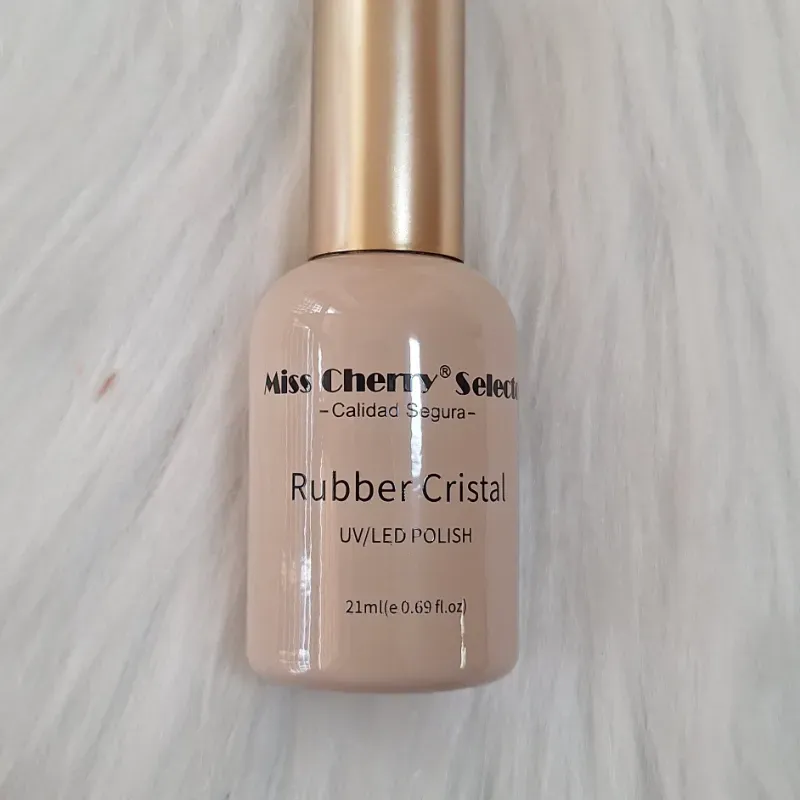 Miss Cherry® Select
–Calidad Segura–
Rubber Cristal
UV/LED POLISH
21ml(e 0.69 fl.oz)